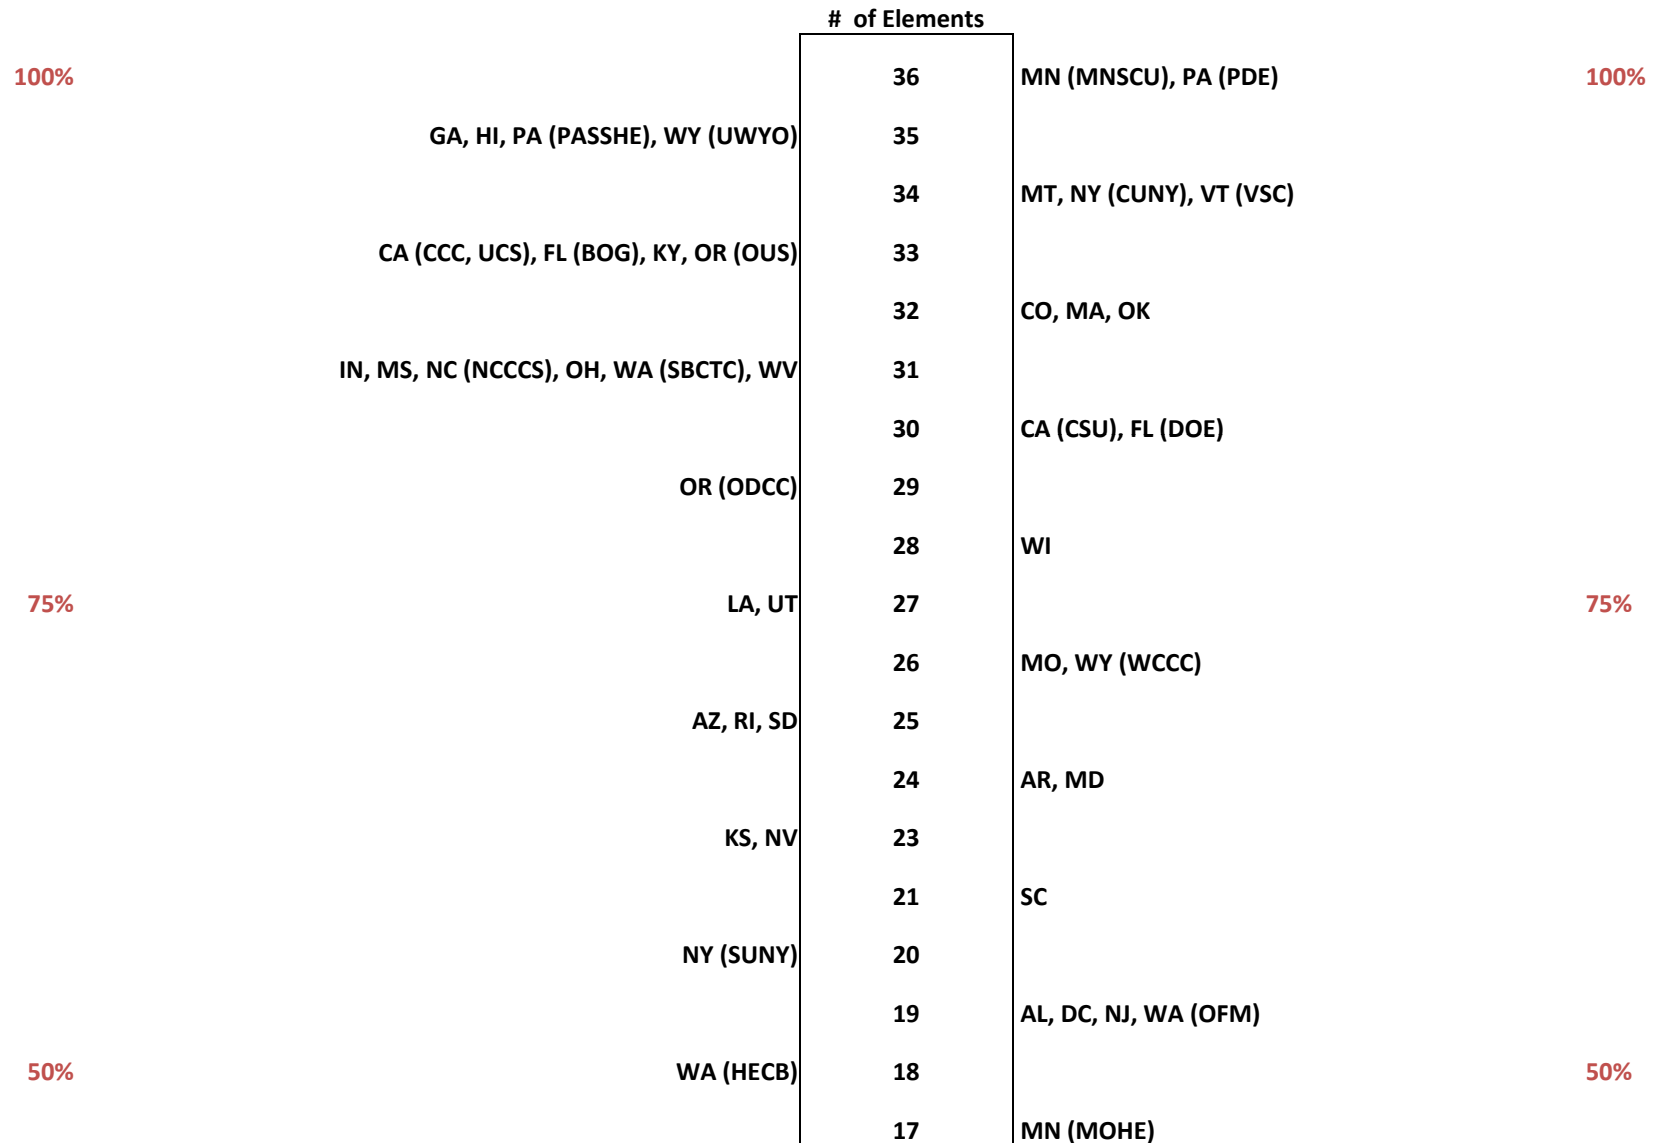 # of Elements
100% 36 MN (MNSCU), PA (PDE) 100%
GA, HI, PA (PASSHE), WY (UWYO) 35
34 MT, NY (CUNY), VT (VSC)
CA (CCC, UCS), FL (BOG), KY, OR (OUS) 33
32 CO, MA, OK
IN, MS, NC (NCCCS), OH, WA (SBCTC), WV 31
30 CA (CSU), FL (DOE)
OR (ODCC) 29
28 WI
75% LA, UT 27 75%
26 MO, WY (WCCC)
AZ, RI, SD 25
24 AR, MD
KS, NV 23
21 SC
NY (SUNY) 20
19 AL, DC, NJ, WA (OFM)
50% WA (HECB) 18 50%
17 MN (MOHE)